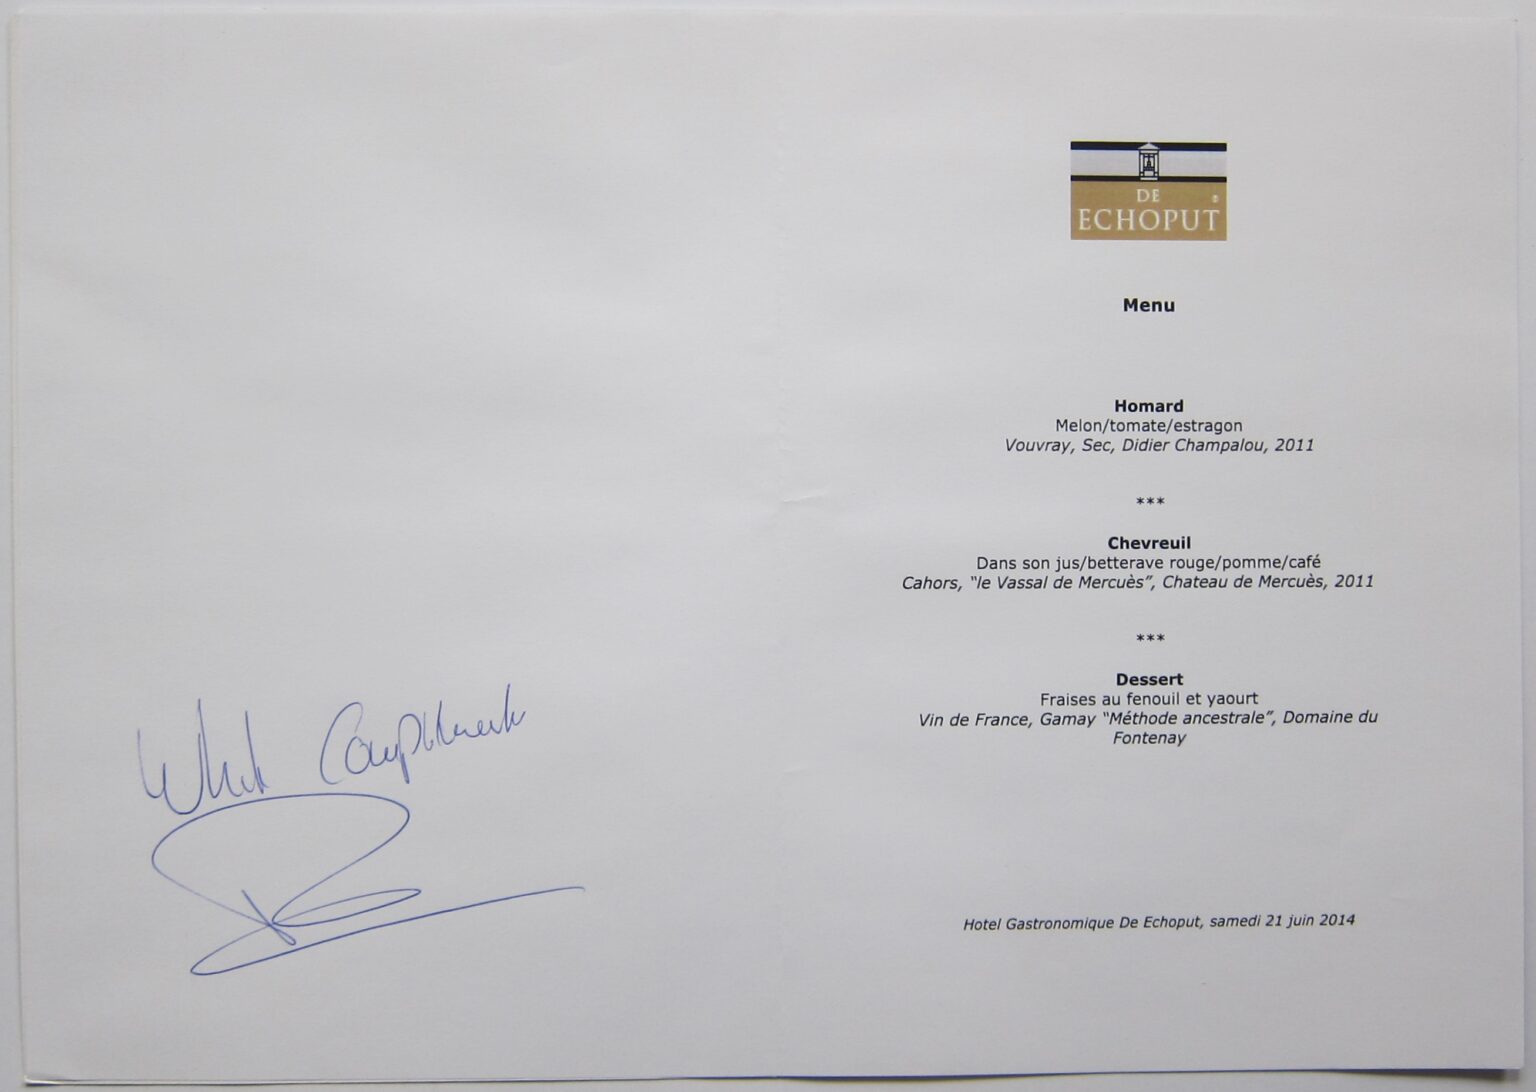 With Compliments
DE
ECHOPUT®
Menu
Homard
Melon/tomate/estragon
Vouvray, Sec, Didier Champalou, 2011
***
Chevreuil
Dans son jus/betterave rouge/pomme/café
Cahors, “le Vassal de Mercuès”, Chateau de Mercuès, 2011
***
Dessert
Fraises au fenouil et yaourt
Vin de France, Gamay “Méthode ancestrale”, Domaine du
Fontenay
Hotel Gastronomique De Echoput, samedi 21 juin 2014